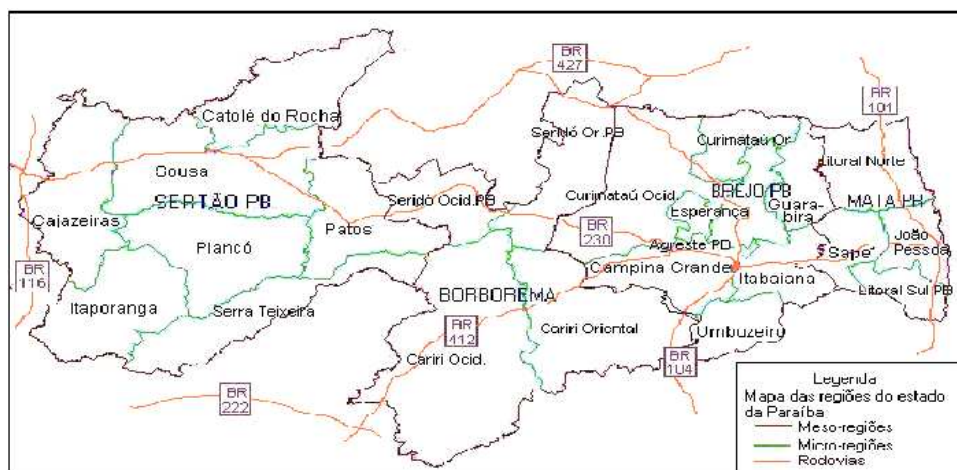 BR
427
BR
101
Catolé do Rocha
Seridó Or.PB
Curimataú Or
Litoral Norte
Sousa
SERTÃO PB
Seridó Ocid.PB
Curimataú Ocid.
BREJO PB
Esperança
Guara-
bira
MATA PB
Cajazeiras
Patos
Piancó
BR
230
Agreste PB
João
Pessoa
Sapé
BR
116
Campina Grande
Itabaiana
Itaporanga
Serra Teixeira
BORBOREMA
Litoral Sul PB
BR
412
Cariri Oriental
Umbuzeiro
Cariri Ocid.
BR
104
BR
222
Legenda
Mapa das regiões do estado
da Paraíba
Meso-regiões
Micro-regiões
Rodovias